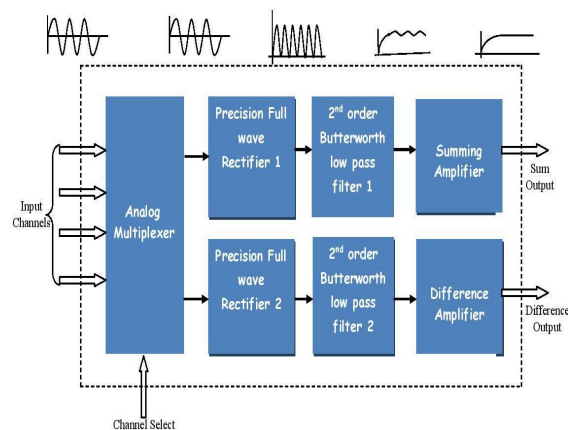 Precision Full
wave
Rectifier 1
2nd order
Butterworth
low pass
filter 1
Summing
Amplifier
Sum
Output
Input
Channels
Analog
Multiplexer
Precision Full
wave
Rectifier 2
2nd order
Butterworth
low pass
filter 2
Difference
Amplifier
Difference
Output
Channel Select